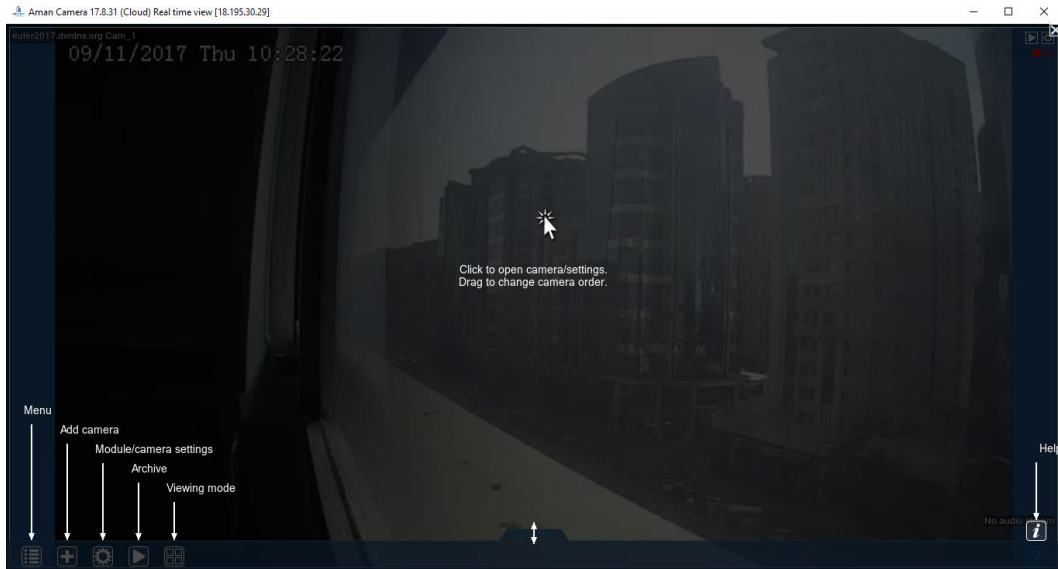 Aman Camera 17.8.31 (Cloud) Real time view [18.195.30.29]
euler2017.dvrdns.org Cam_1
09/11/2017 Thu 10:28:22
Click to open camera/settings.
Drag to change camera order.
Menu
Add camera
Module/camera settings
Archive
Viewing mode
Help
No audio
i
?